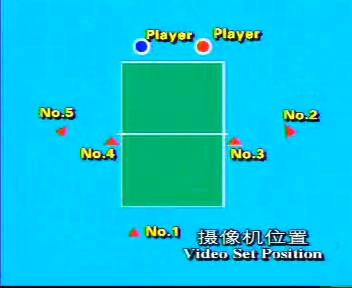 Player Player
No.5 No.2
No.4 No.3
No.1
摄像机位置
Video Set Position